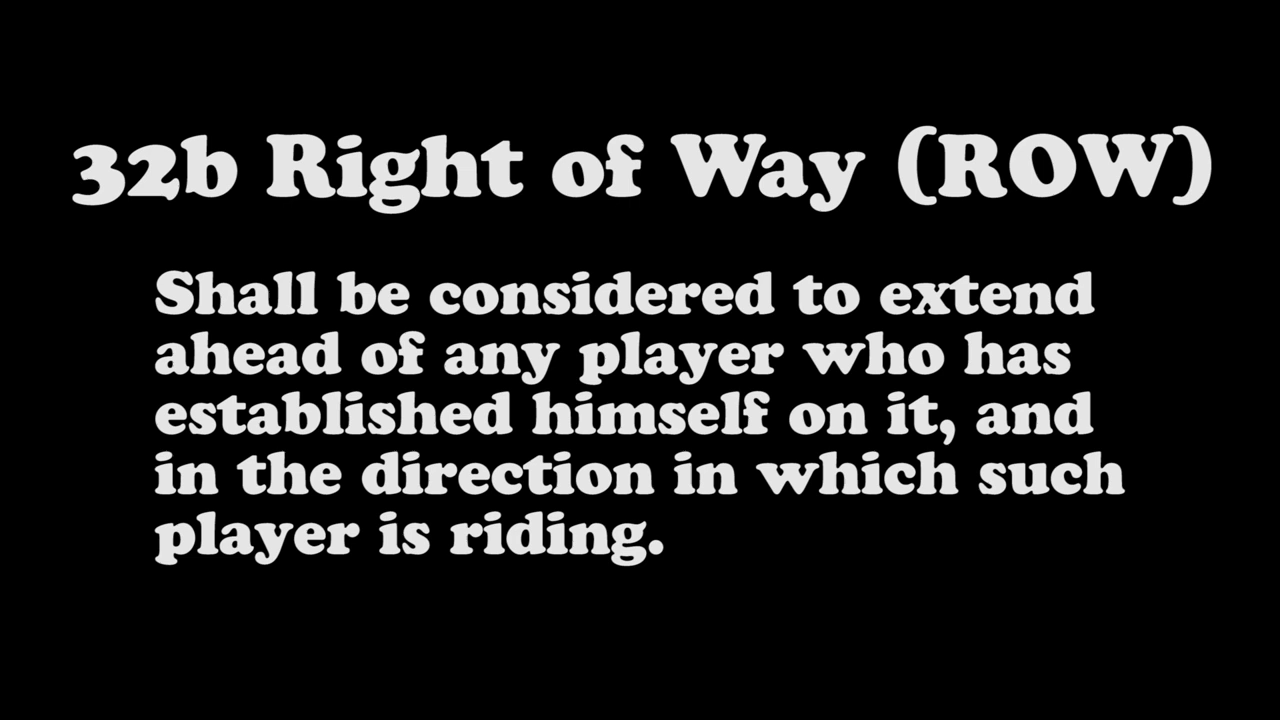 32b Right of Way (ROW)
Shall be considered to extend
ahead of any player who has
established himself on it, and
in the direction in which such
player is riding.